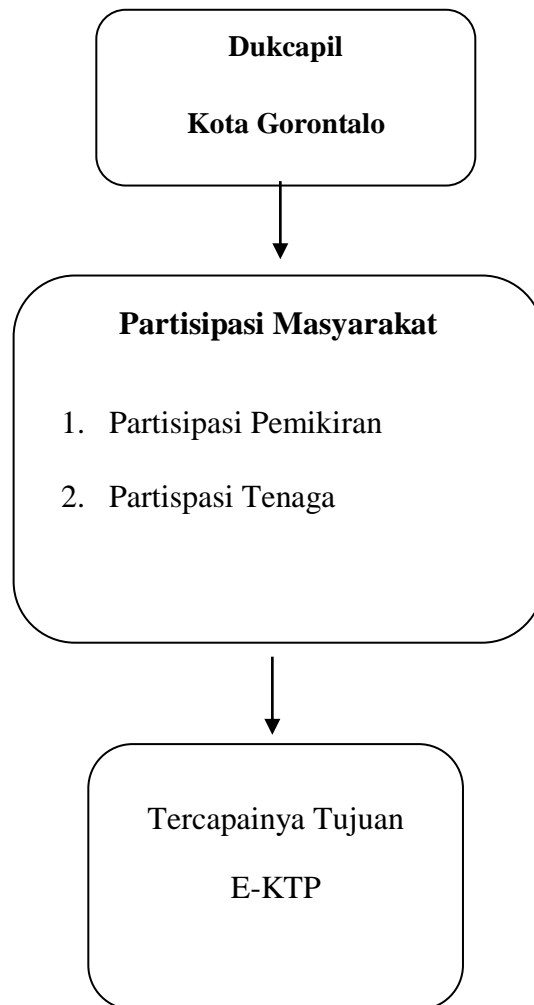 Dukcapil
Kota Gorontalo
Partisipasi Masyarakat
1. Partisipasi Pemikiran
2. Partispasi Tenaga
Tercapainya Tujuan
E-KTP